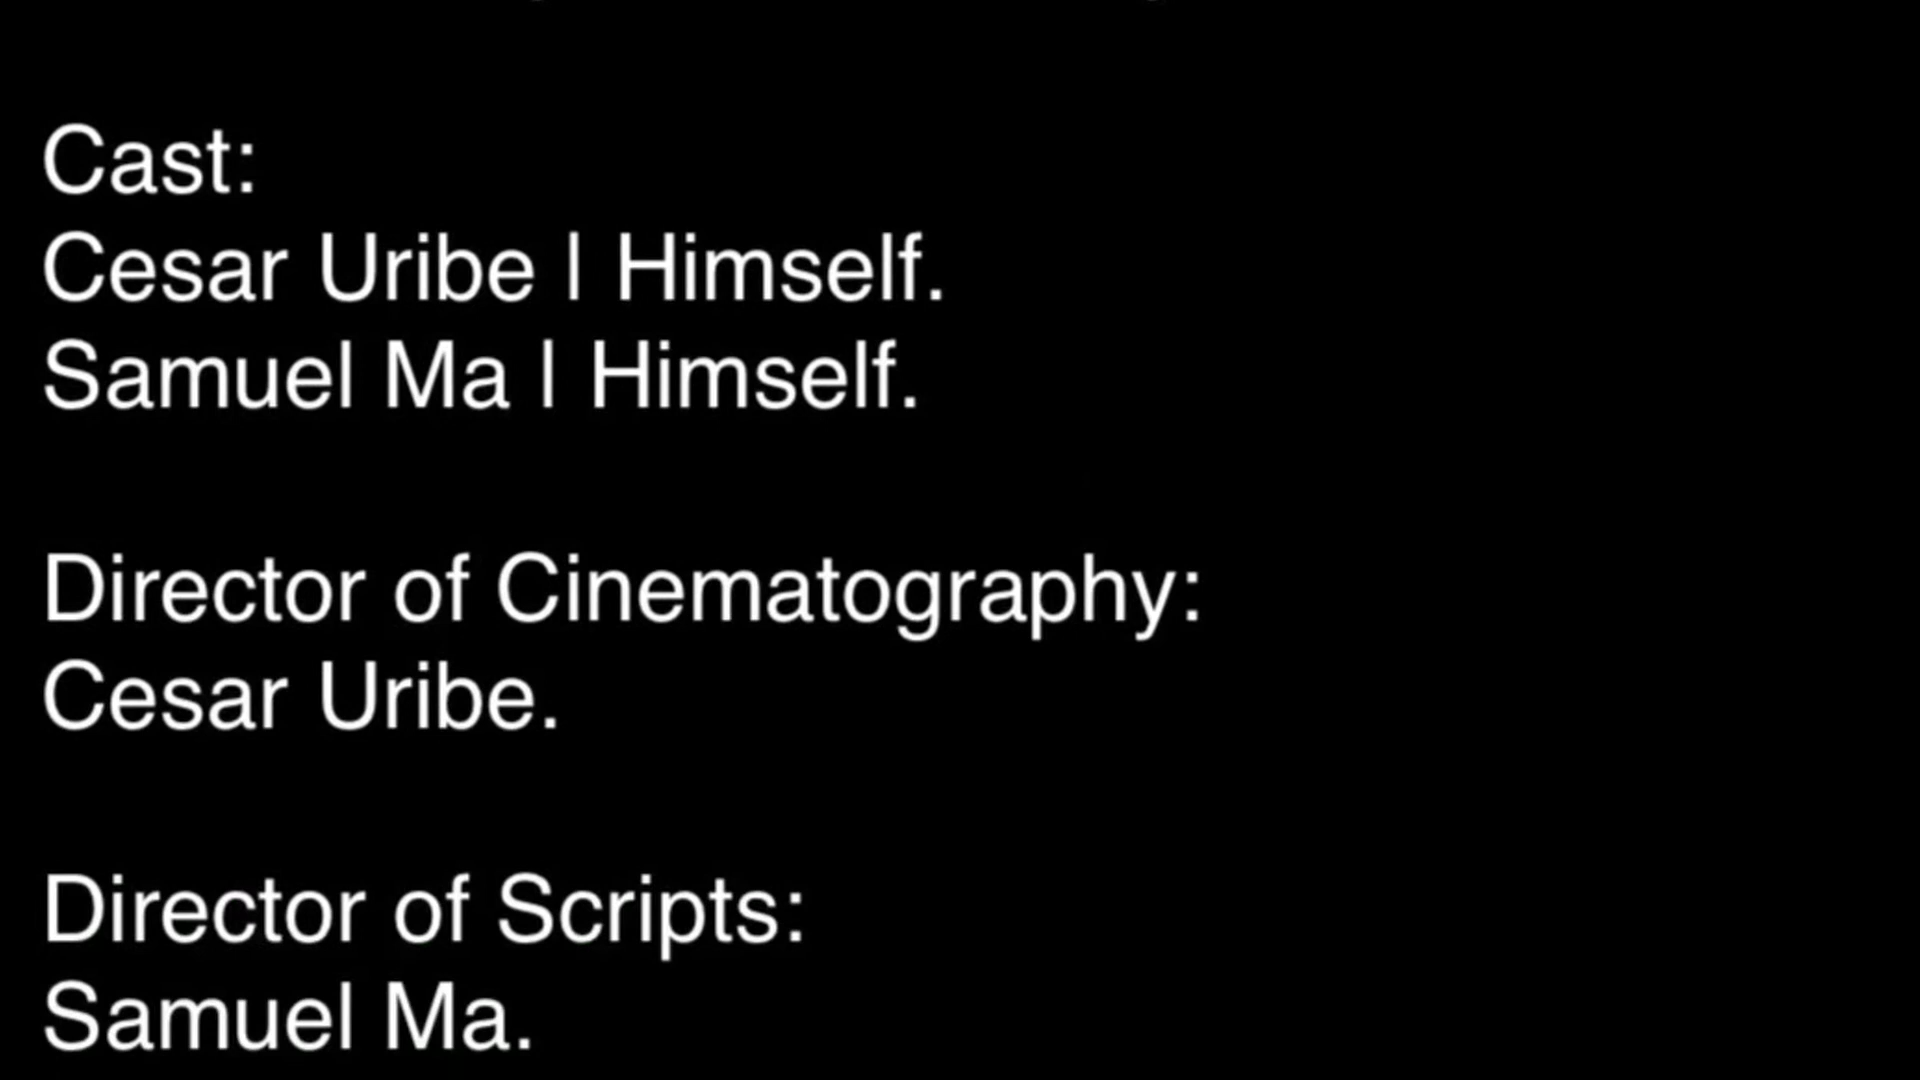 Cast:
Cesar Uribe | Himself.
Samuel Ma | Himself.
Director of Cinematography:
Cesar Uribe.
Director of Scripts:
Samuel Ma.